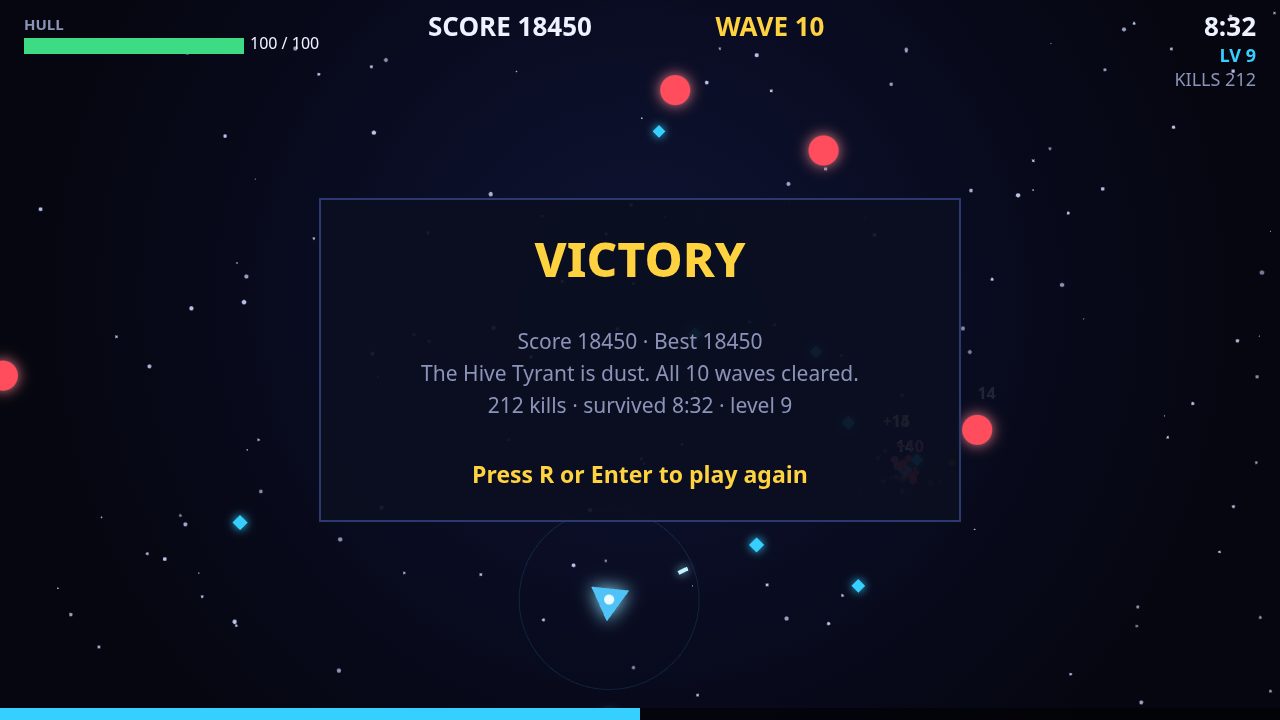 HULL
100 / 100
SCORE 18450
WAVE 10
8:32
LV 9
KILLS 212
VICTORY
Score 18450 · Best 18450
The Hive Tyrant is dust. All 10 waves cleared.
14
212 kills · survived 8:32 · level 9
Press R or Enter to play again